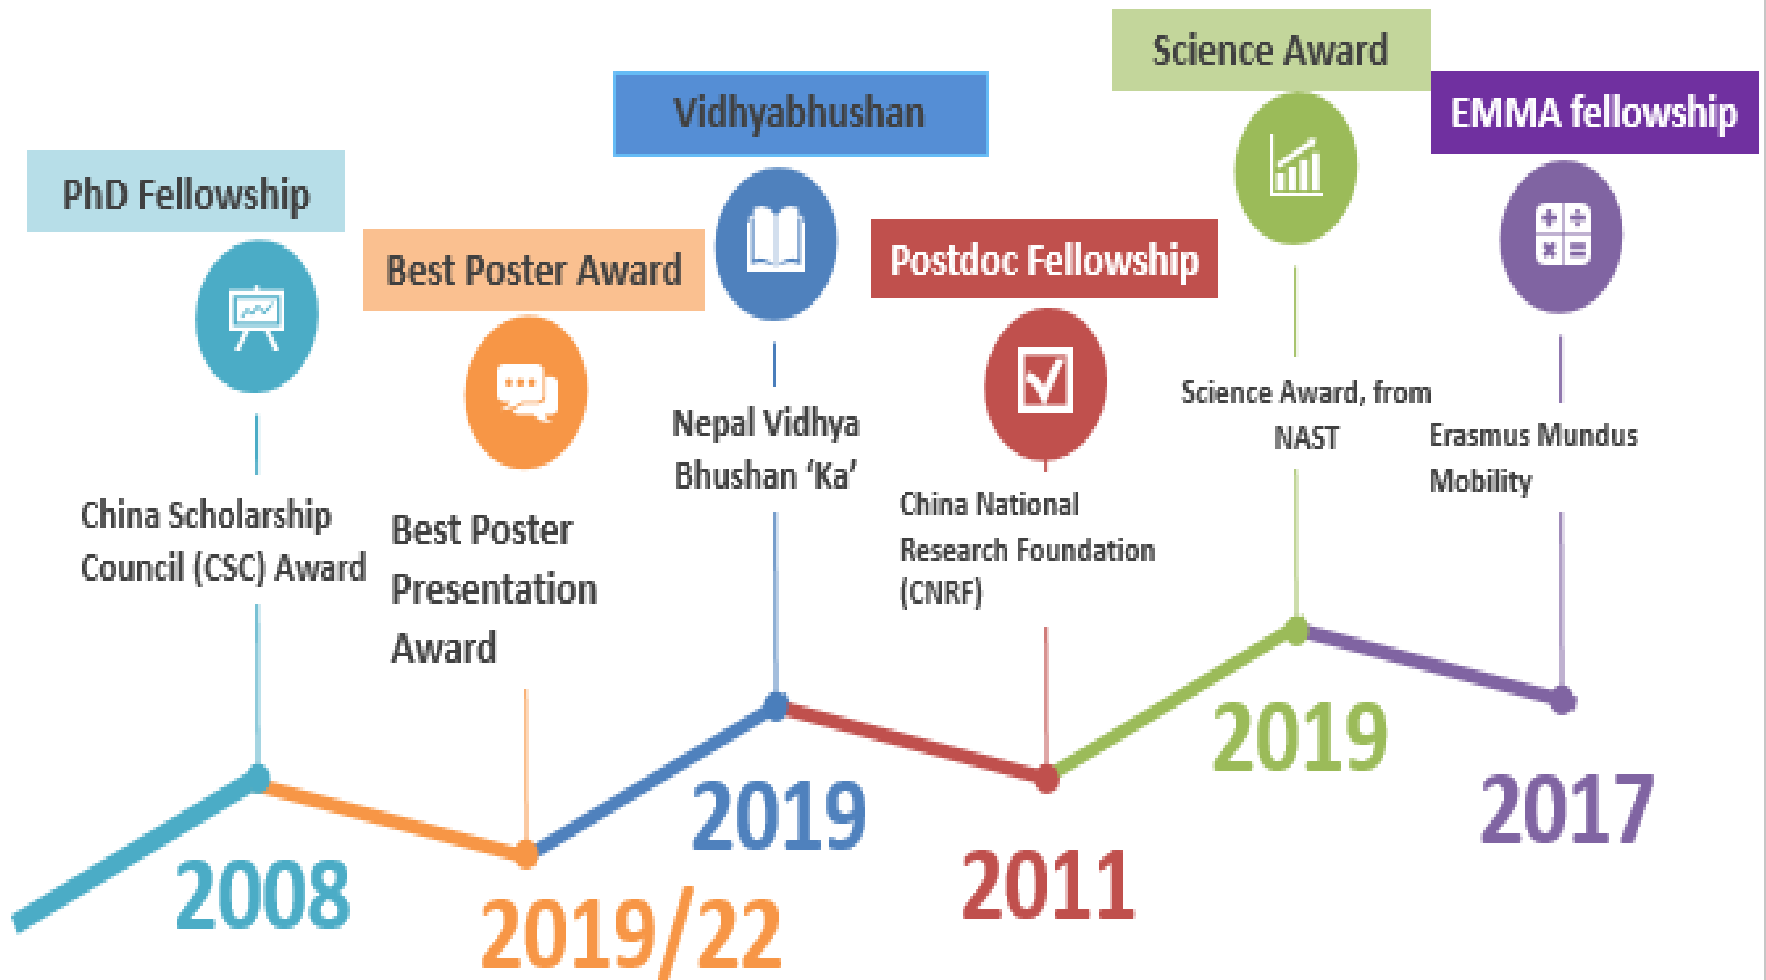 PhD Fellowship
China Scholarship
Council (CSC) Award
2008
Best Poster Award
Best Poster
Presentation
Award
2019/22
Vidhyabhushan
Nepal Vidhya
Bhushan ‘Ka’
2019
Postdoc Fellowship
China National
Research Foundation
(CNRF)
2011
Science Award
Science Award, from
NAST
2019
EMMA fellowship
Erasmus Mundus
Mobility
2017